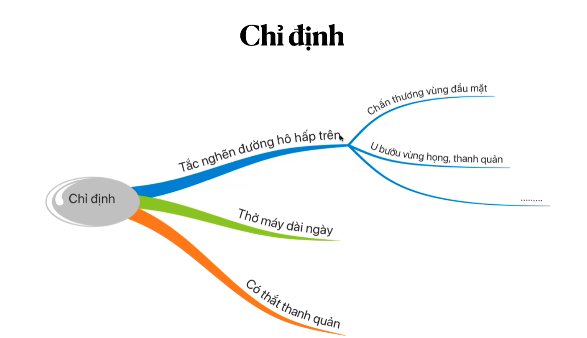 Chỉ định
Chấn thương vùng đầu mặt
Tắc nghẽn đường hô hấp trên
U bướu vùng họng, thanh quản
.........
Chỉ định
Thở máy dài ngày
Có thắt thanh quản